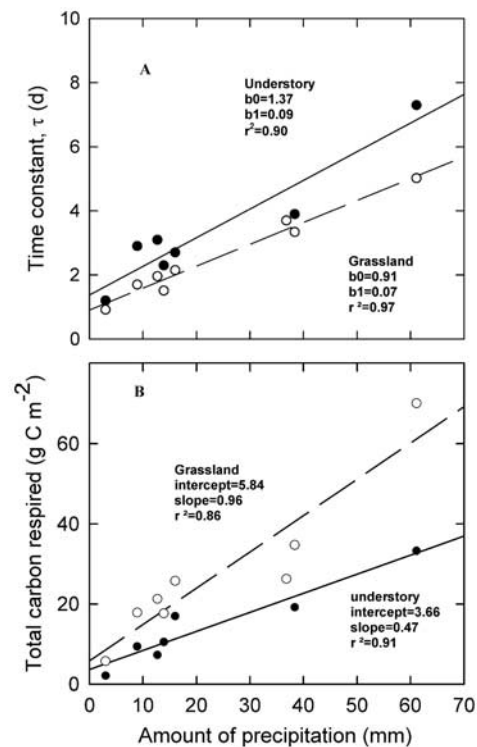 A
Understory
b0=1.37
b1=0.09
r²=0.90
Grassland
b0=0.91
b1=0.07
r ²=0.97
Time constant, τ (d)
10
8
6
4
2
0
B
Grassland
intercept=5.84
slope=0.96
r ²=0.86
understory
intercept=3.66
slope=0.47
r ²=0.91
Total carbon respired (g C m⁻²)
60
40
20
0
0 10 20 30 40 50 60 70
Amount of precipitation (mm)